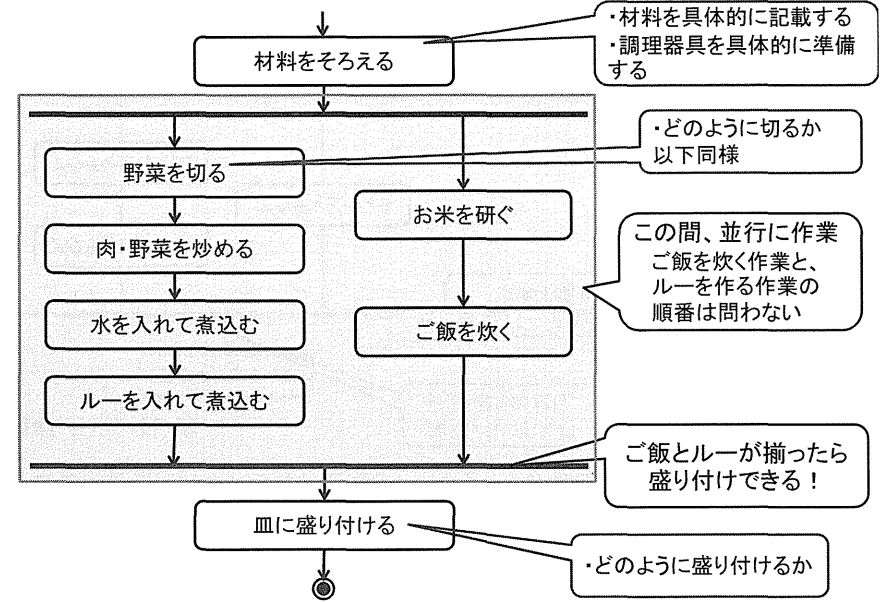 ・材料を具体的に記載する
・調理器具を具体的に準備
する
材料をそろえる
・どのように切るか
以下同様
野菜を切る
お米を研ぐ
肉・野菜を炒める
この間、並行に作業
ご飯を炊く作業と、
ルーを作る作業の
順番は問わない
水を入れて煮込む
ご飯を炊く
ルーを入れて煮込む
ご飯とルーが揃ったら
盛り付けできる！
皿に盛り付ける
・どのように盛り付けるか